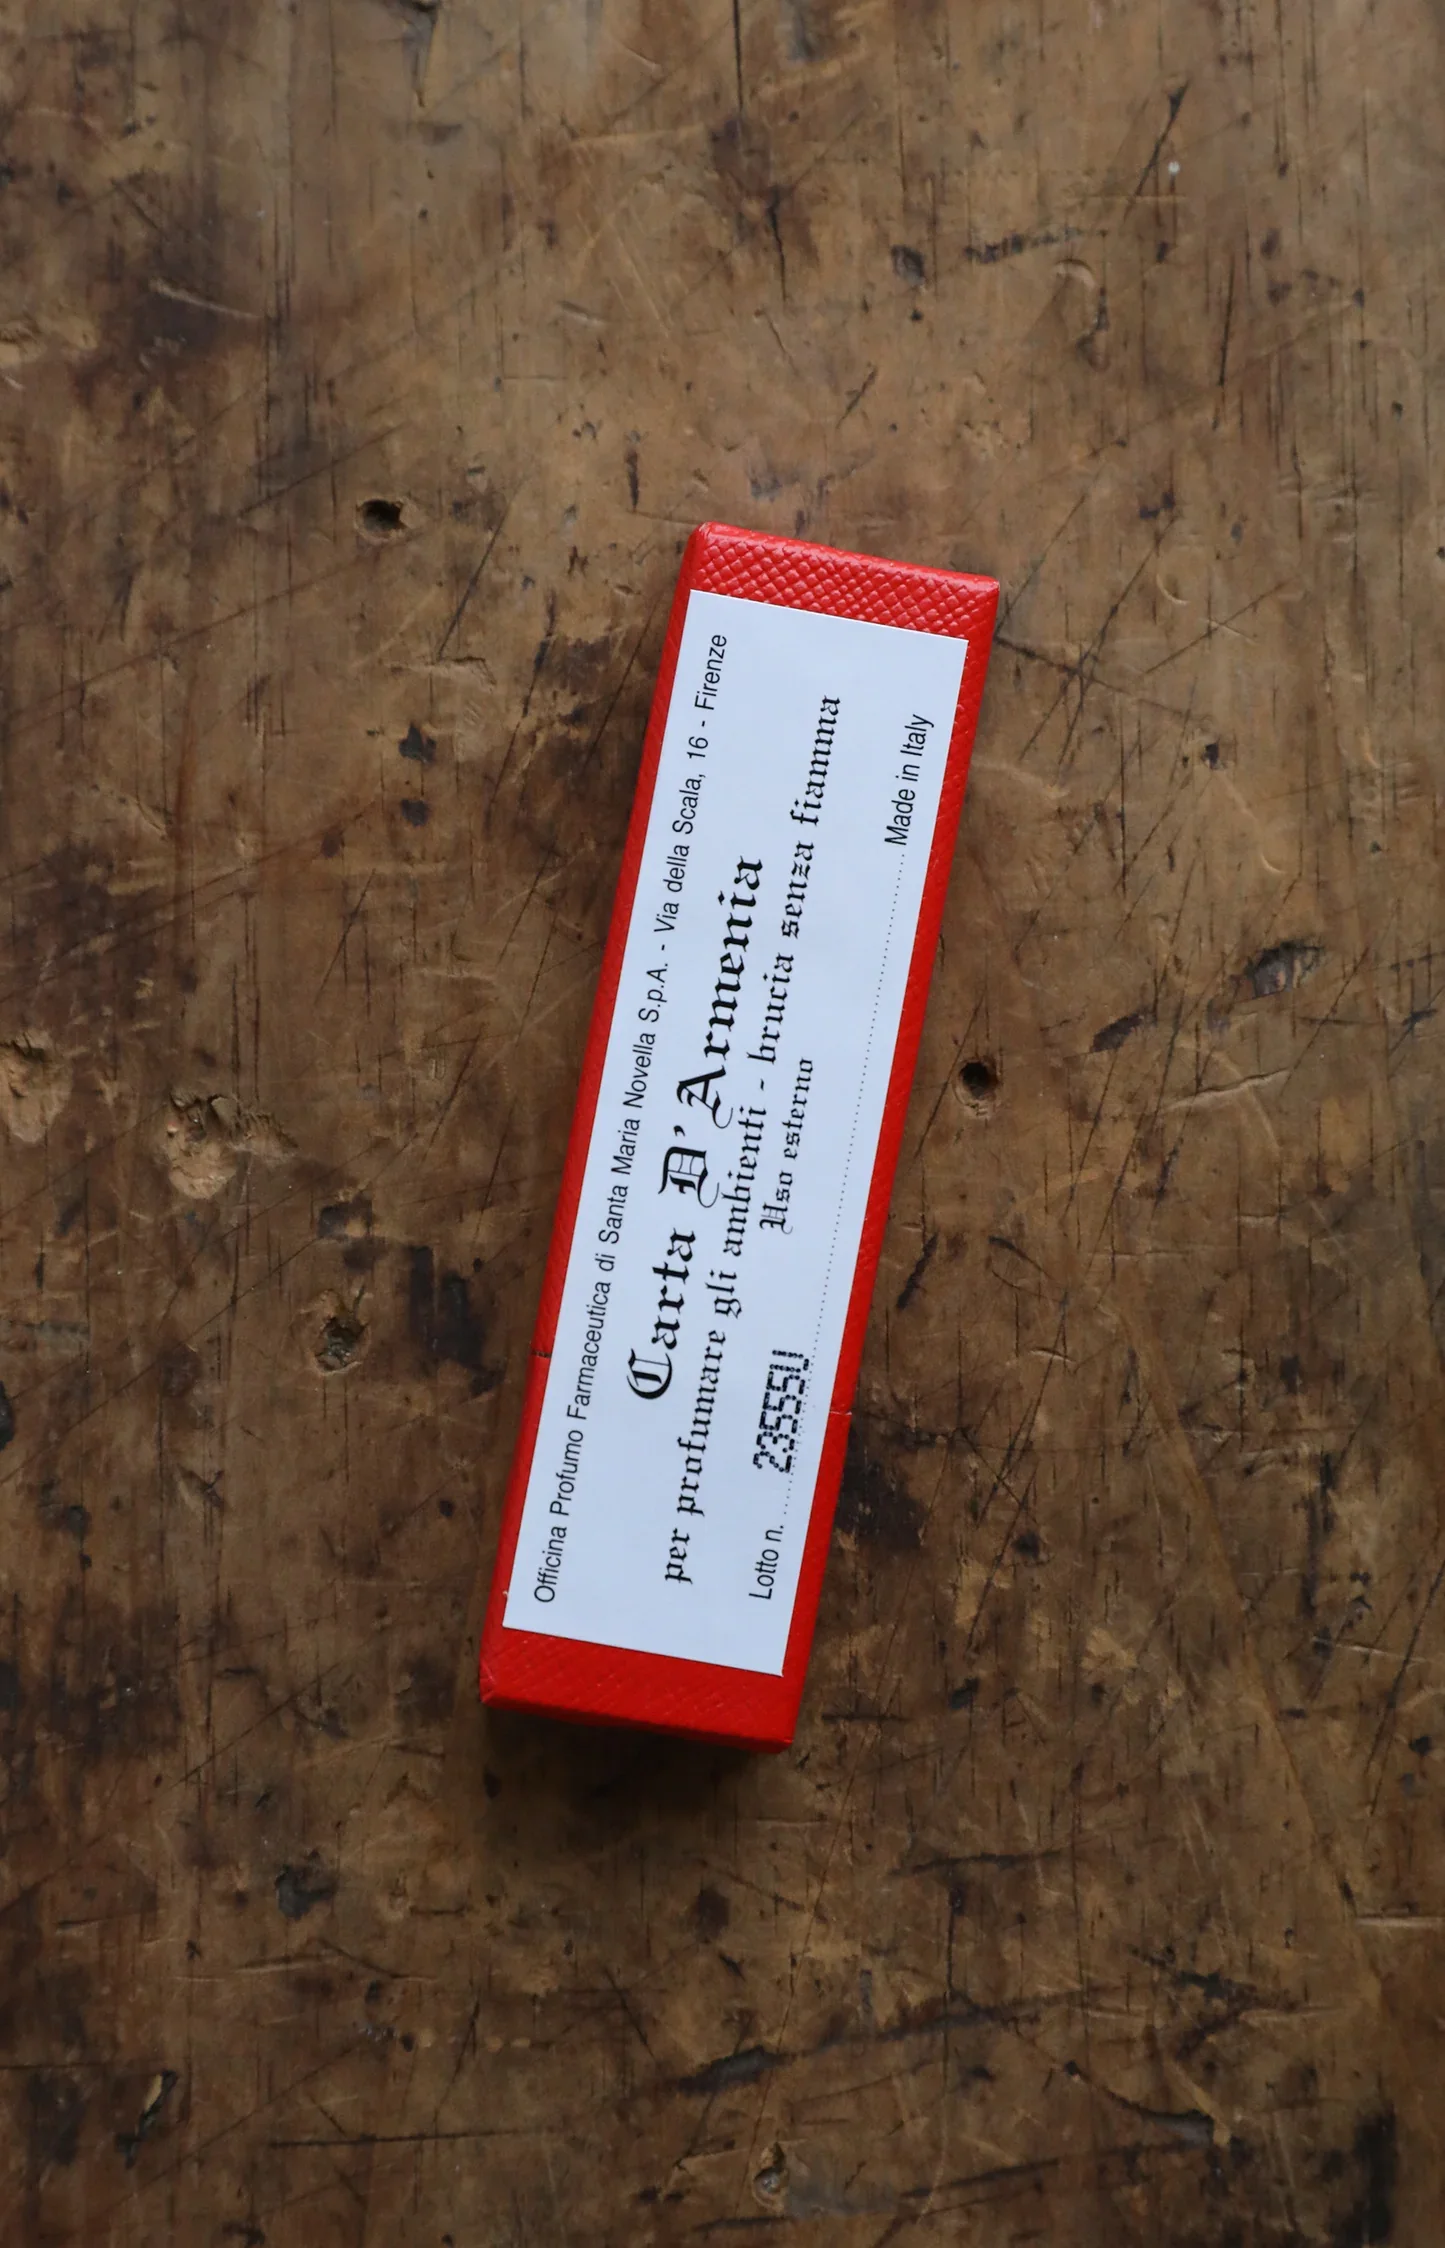 Officina Profumo Farmaceutica di Santa Maria Novella S.p.A. - Via della Scala, 16 - Firenze
Carta D'Armenia
per profumare gli ambienti - brucia senza fiamma
Uso esterno
Lotto n. 23555U Made in Italy